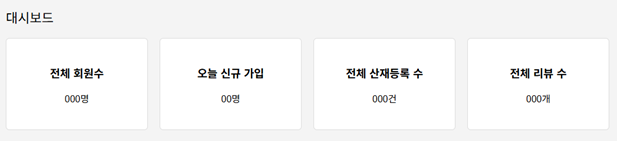 대시보드
전체 회원수
000명
오늘 신규 가입
00명
전체 산재등록 수
000건
전체 리뷰 수
000개